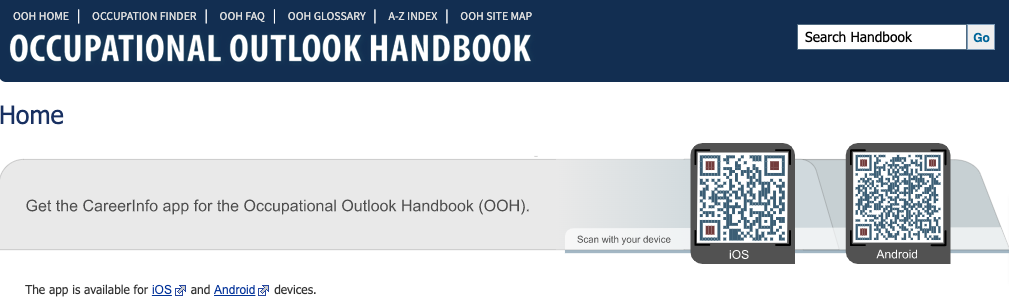 OOH HOME | OCCUPATION FINDER | OOH FAQ | OOH GLOSSARY | A-Z INDEX | OOH SITE MAP
OCCUPATIONAL OUTLOOK HANDBOOK
Search Handbook Go
Home
Get the CareerInfo app for the Occupational Outlook Handbook (OOH).
Scan with your device
iOS
Android
The app is available for iOS and Android devices.